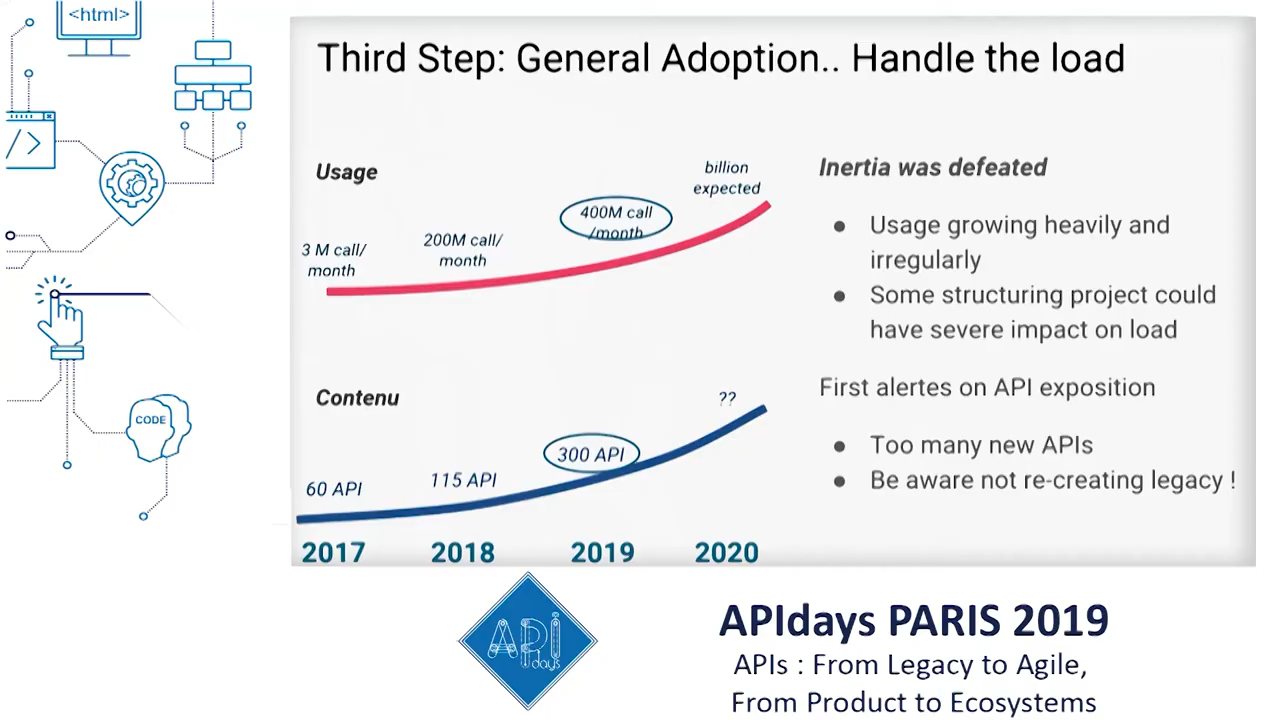 <html>
</>
CODE
Third Step: General Adoption.. Handle the load
Usage
3 M call/
month
200M call/
month
400M call
/month
billion
expected
Contenu
60 API
115 API
300 API
??
2017 2018 2019 2020
Inertia was defeated
● Usage growing heavily and
irregularly
● Some structuring project could
have severe impact on load
First alertes on API exposition
● Too many new APIs
● Be aware not re-creating legacy !
API
days
APIdays PARIS 2019
APIs : From Legacy to Agile,
From Product to Ecosystems